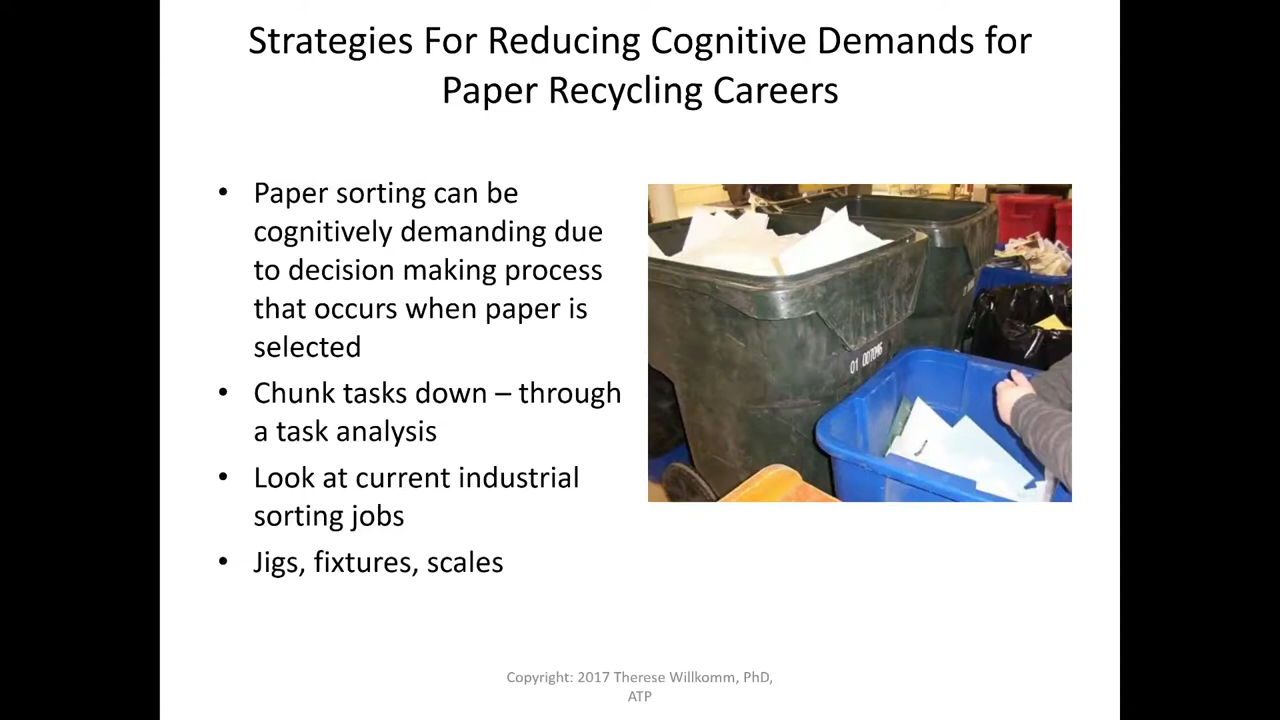 Strategies For Reducing Cognitive Demands for
Paper Recycling Careers
• Paper sorting can be
cognitively demanding due
to decision making process
that occurs when paper is
selected
• Chunk tasks down – through
a task analysis
• Look at current industrial
sorting jobs
• Jigs, fixtures, scales
01 007046
Copyright: 2017 Therese Willkomm, PhD,
ATP